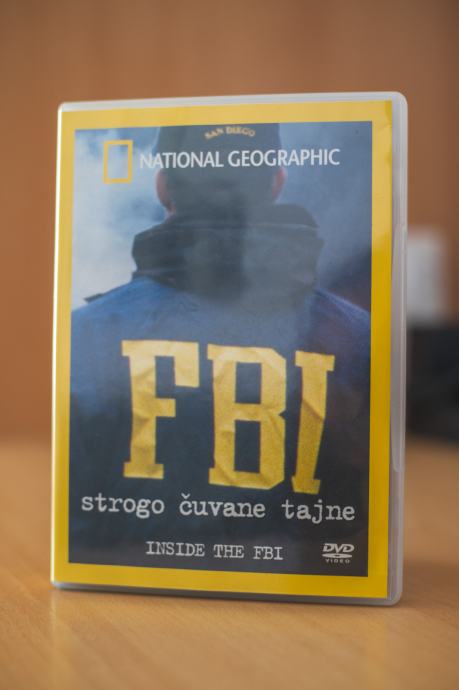 SAN DIEGO
NATIONAL GEOGRAPHIC
FBI
strogo čuvane tajne
INSIDE THE FBI
DVD
VIDEO